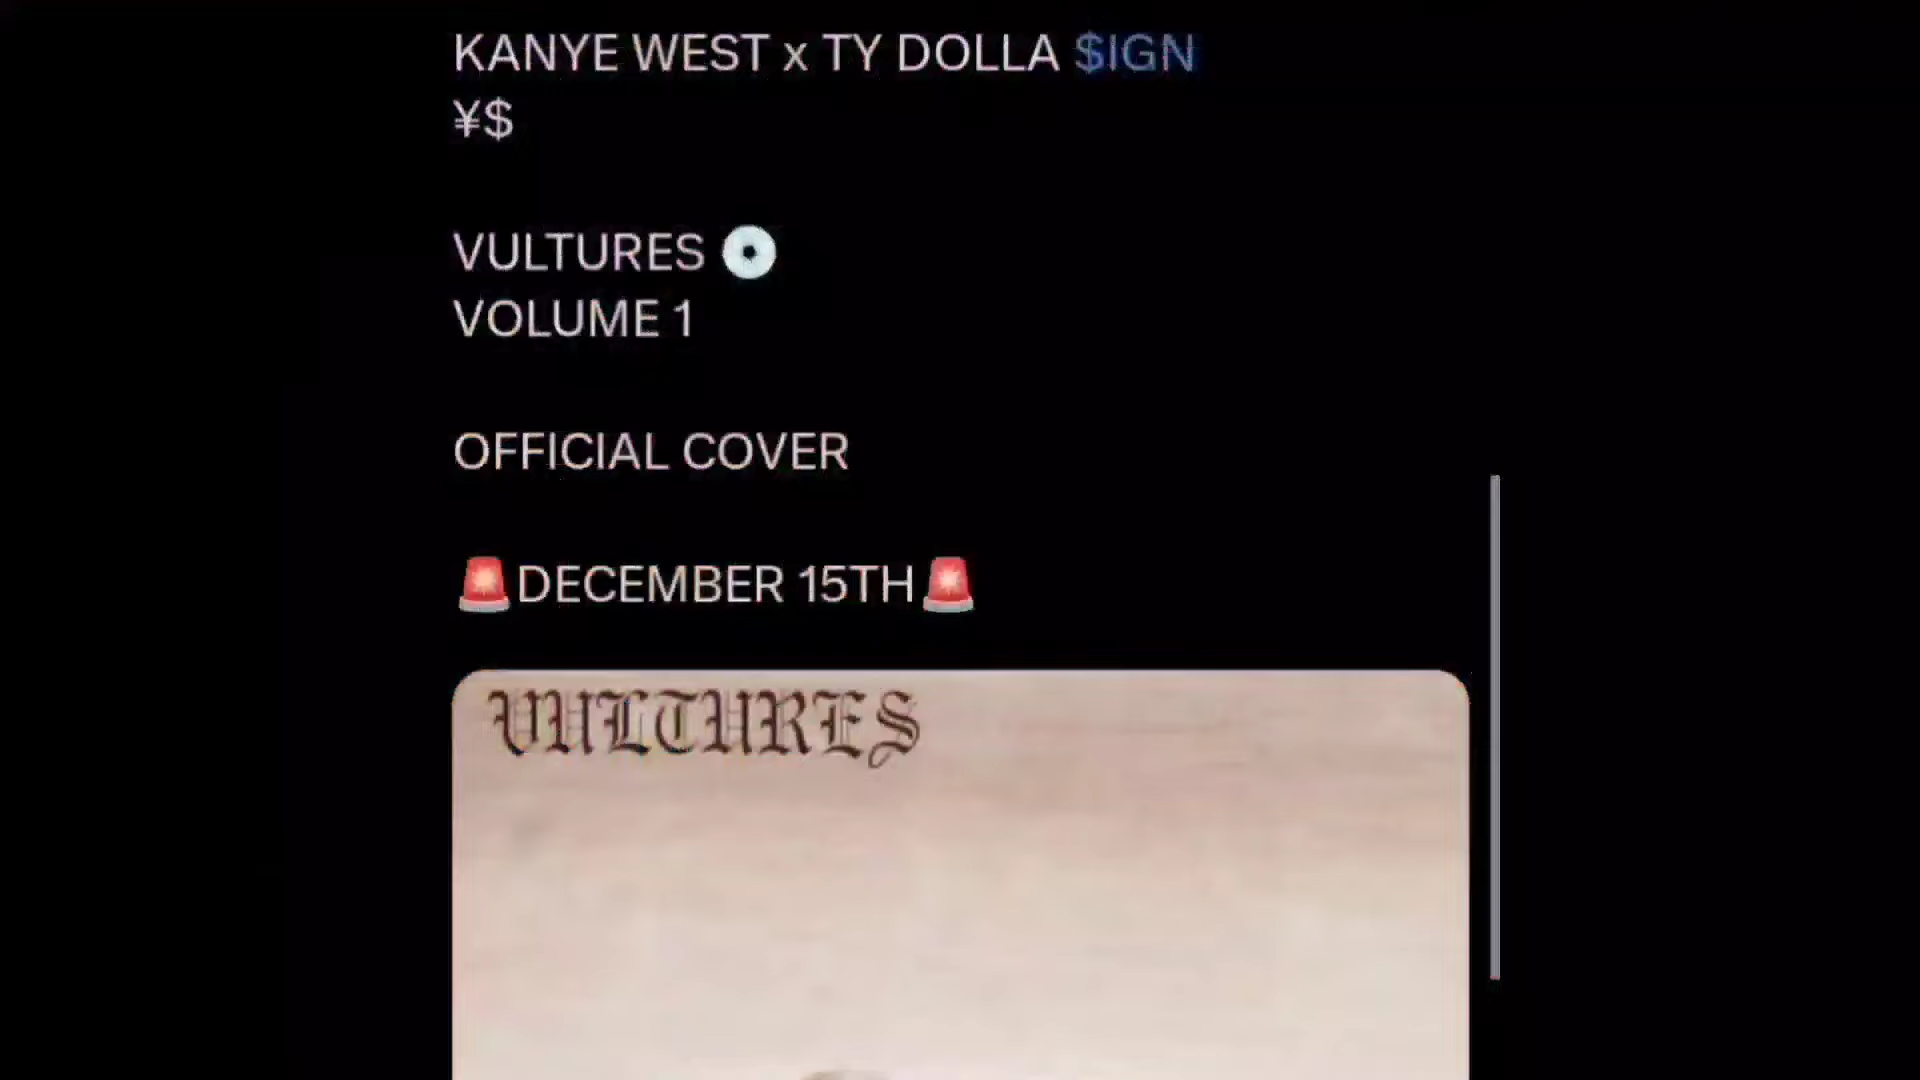 KANYE WEST x TY DOLLA $IGN
¥$
VULTURES
VOLUME 1
OFFICIAL COVER
DECEMBER 15TH
VULTURES